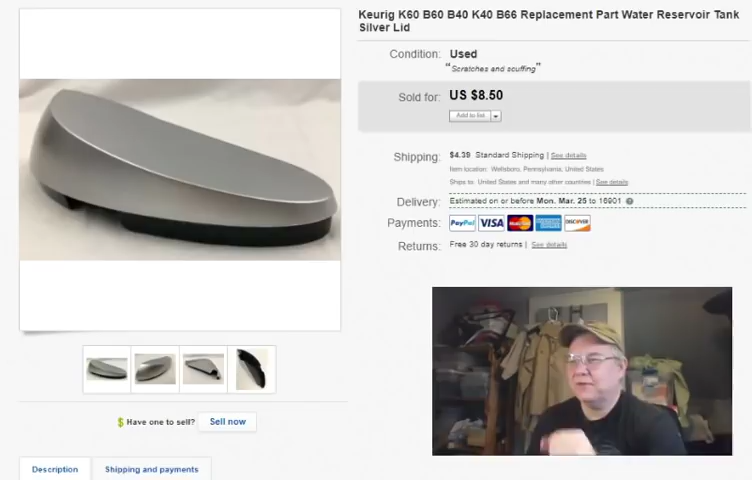 Keurig K60 B60 B40 K40 B66 Replacement Part Water Reservoir Tank
Silver Lid
Condition: Used
"Scratches and scuffing"
Sold for: US $8.50
Add to list
Shipping: $4.39 Standard Shipping | See details
Item location: Wellsboro, Pennsylvania, United States
Ships to: United States and many other countries | See details
Delivery: Estimated on or before Mon. Mar. 25 to 16901
Payments: PayPal VISA MasterCard DISCOVER
Returns: Free 30 day returns | See details
$ Have one to sell? Sell now
Description Shipping and payments